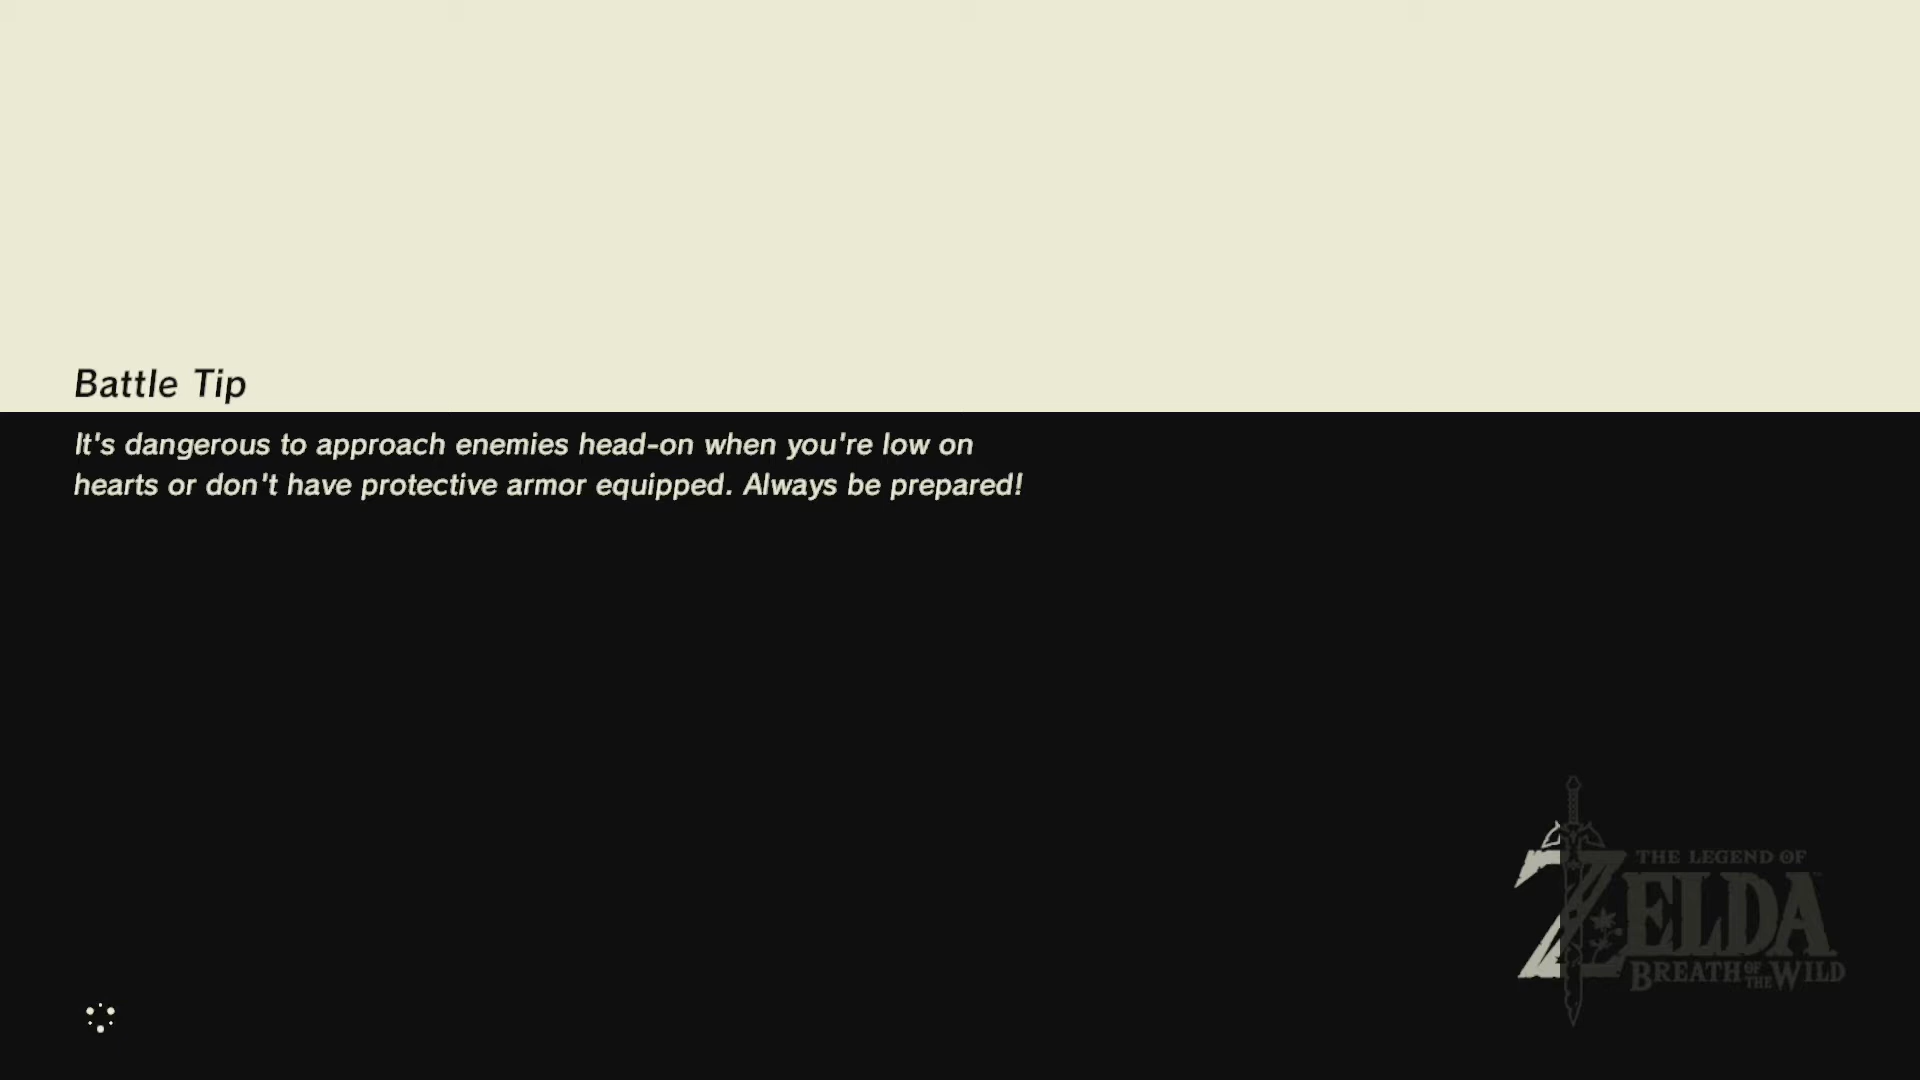 Battle Tip
It's dangerous to approach enemies head-on when you're low on
hearts or don't have protective armor equipped. Always be prepared!
THE LEGEND OF
ZELDA
BREATH OF THE WILD